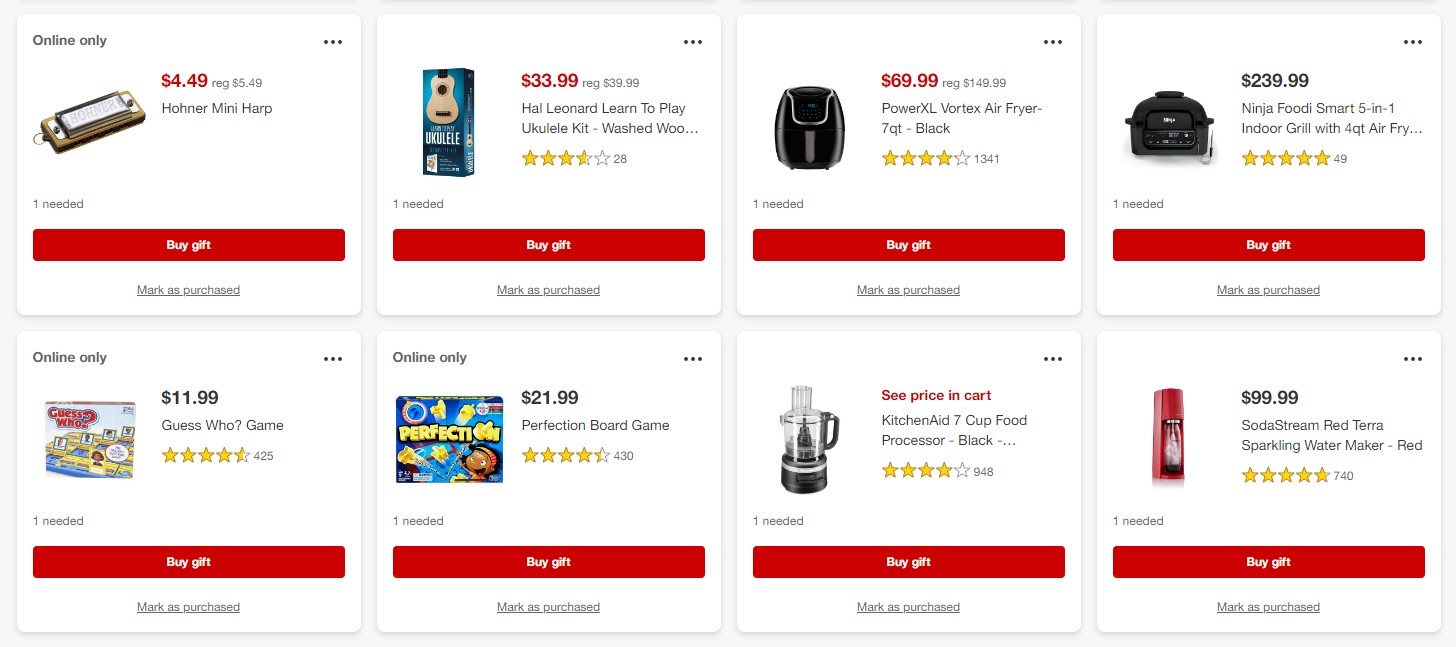 Online only
$4.49 reg $5.49
Hohner Mini Harp
HOHNER
1 needed
Buy gift
Mark as purchased
$33.99 reg $39.99
Hal Leonard Learn To Play
Ukulele Kit - Washed Woo...
28
LEARN TO PLAY
UKULELE
1 needed
Buy gift
Mark as purchased
$69.99 reg $149.99
PowerXL Vortex Air Fryer-
7qt - Black
1341
1 needed
Buy gift
Mark as purchased
$239.99
Ninja Foodi Smart 5-in-1
Indoor Grill with 4qt Air Fry...
49
NINJA
1 needed
Buy gift
Mark as purchased
Online only
$11.99
Guess Who? Game
425
Guess
Who?
1 needed
Buy gift
Mark as purchased
Online only
$21.99
Perfection Board Game
430
PERFECTION
1 needed
Buy gift
Mark as purchased
See price in cart
KitchenAid 7 Cup Food
Processor - Black -...
948
1 needed
Buy gift
Mark as purchased
$99.99
SodaStream Red Terra
Sparkling Water Maker - Red
740
1 needed
Buy gift
Mark as purchased